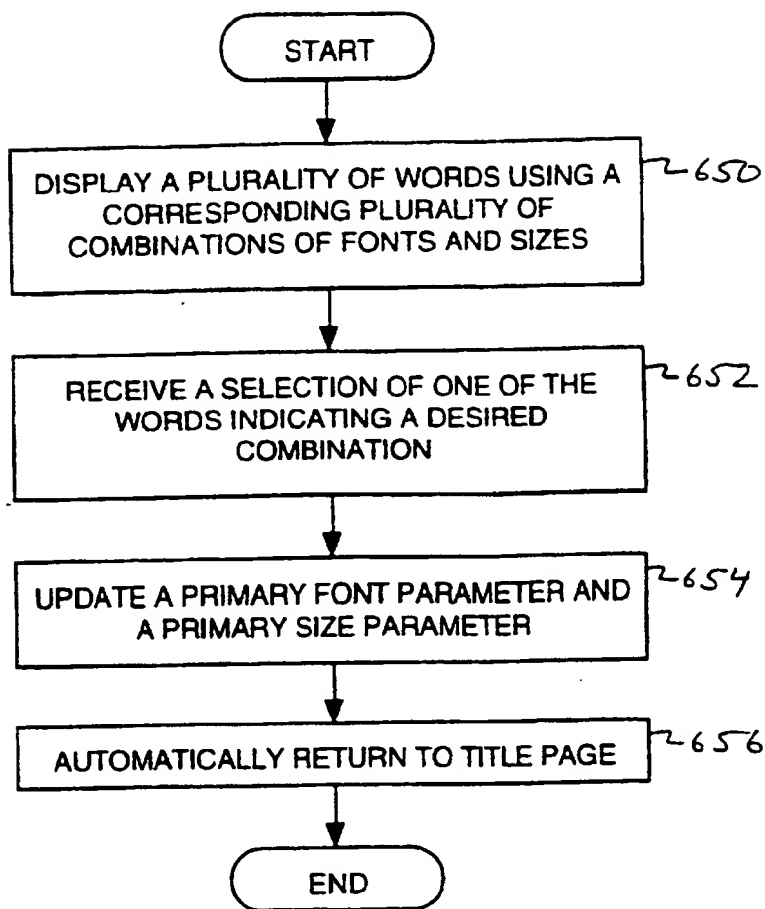 START
DISPLAY A PLURALITY OF WORDS USING A
CORRESPONDING PLURALITY OF
COMBINATIONS OF FONTS AND SIZES
650
RECEIVE A SELECTION OF ONE OF THE
WORDS INDICATING A DESIRED
COMBINATION
652
UPDATE A PRIMARY FONT PARAMETER AND
A PRIMARY SIZE PARAMETER
654
AUTOMATICALLY RETURN TO TITLE PAGE
656
END